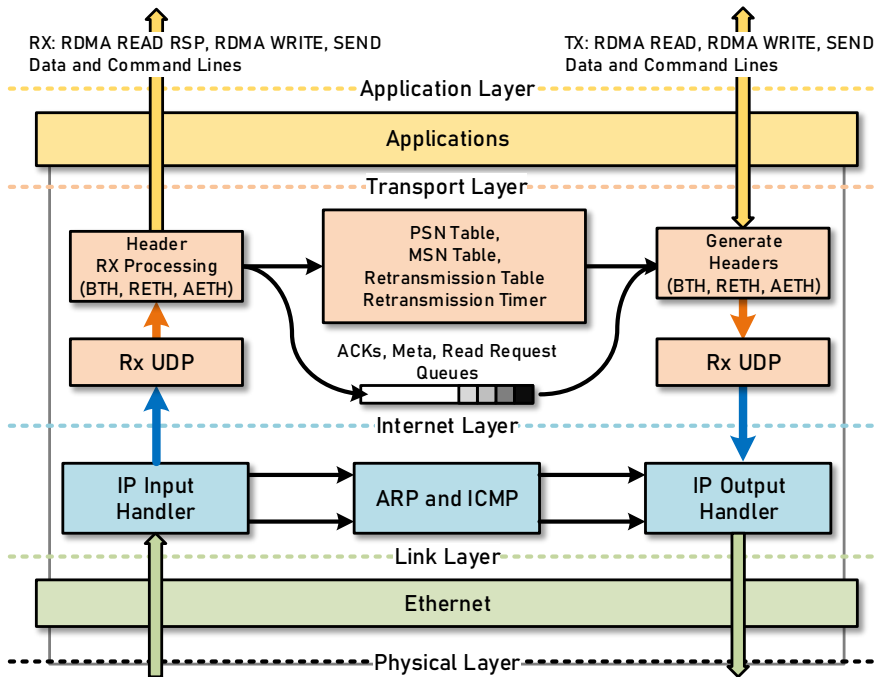 RX: RDMA READ RSP, RDMA WRITE, SEND
Data and Command Lines
TX: RDMA READ, RDMA WRITE, SEND
Data and Command Lines
Application Layer
Applications
Transport Layer
Header
RX Processing
(BTH, RETH, AETH)
PSN Table,
MSN Table,
Retransmission Table
Retransmission Timer
Generate
Headers
(BTH, RETH, AETH)
Rx UDP
ACKs, Meta, Read Request
Queues
Rx UDP
Internet Layer
IP Input
Handler
ARP and ICMP
IP Output
Handler
Link Layer
Ethernet
Physical Layer